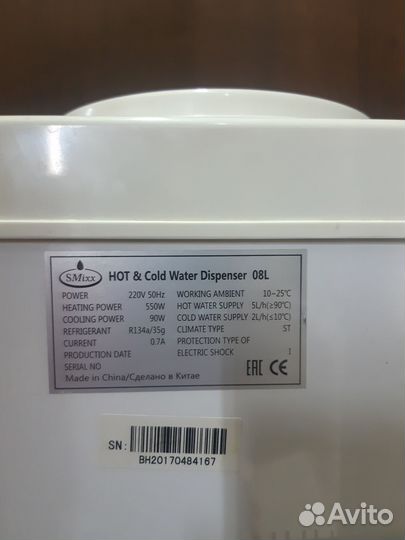 SMixx HOT & Cold Water Dispenser 08L
POWER 220V 50Hz
HEATING POWER 550W
COOLING POWER 90W
REFRIGERANT R134a/35g
CURRENT 0.7A
PRODUCTION DATE
SERIAL NO
WORKING AMBIENT 10~25℃
HOT WATER SUPPLY 5L/h(≥90℃)
COLD WATER SUPPLY 2L/h(≤10℃)
CLIMATE TYPE ST
PROTECTION TYPE OF
ELECTRIC SHOCK I
Made in China/Сделано в Китае
EAC CE
SN:
BH20170484167
Avito